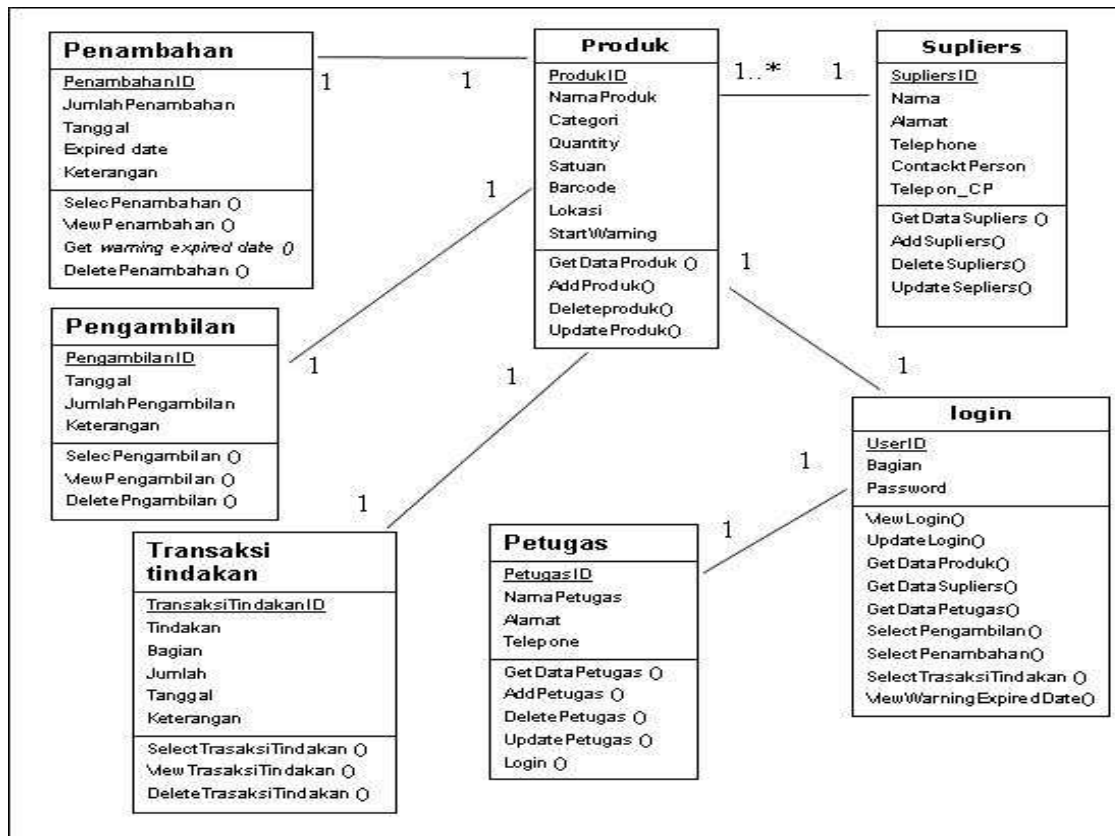 Penambahan
PenambahanID
JumlahPenambahan
Tanggal
Expired date
Keterangan
SelecPenambahan ()
ViewPenambahan ()
Get warning expired date ()
DeletePenambahan ()
1
1
Produk
ProdukID
NamaProduk
Categori
Quantity
Satuan
Barcode
Lokasi
StartWarning
GetDataProduk ()
AddProduk()
Deleteproduk()
UpdateProduk()
1..*
1
Supliers
SupliersID
Nama
Alamat
Telephone
ContacktPerson
Telepon_CP
GetDataSupliers ()
AddSupliers()
DeleteSupliers()
UpdateSepliers()
1
1
Pengambilan
PengambilanID
Tanggal
JumlahPengambilan
Keterangan
SelecPengambilan ()
ViewPengambilan ()
DeletePngambilan ()
1
1
Transaksi
tindakan
TransaksiTindakanID
Tindakan
Bagian
Jumlah
Tanggal
Keterangan
SelectTrasaksiTindakan ()
ViewTrasaksiTindakan ()
DeleteTrasaksiTindakan ()
1
1
login
UserID
Bagian
Password
ViewLogin()
UpdateLogin()
GetDataProduk()
GetDataSupliers()
GetDataPetugas()
SelectPengambilan()
SelectPenambahan()
SelectTrasaksiTindakan ()
ViewWarningExpiredDate()
1
1
Petugas
PetugasID
NamaPetugas
Alamat
Telepone
GetDataPetugas ()
AddPetugas ()
DeletePetugas ()
UpdatePetugas ()
Login ()